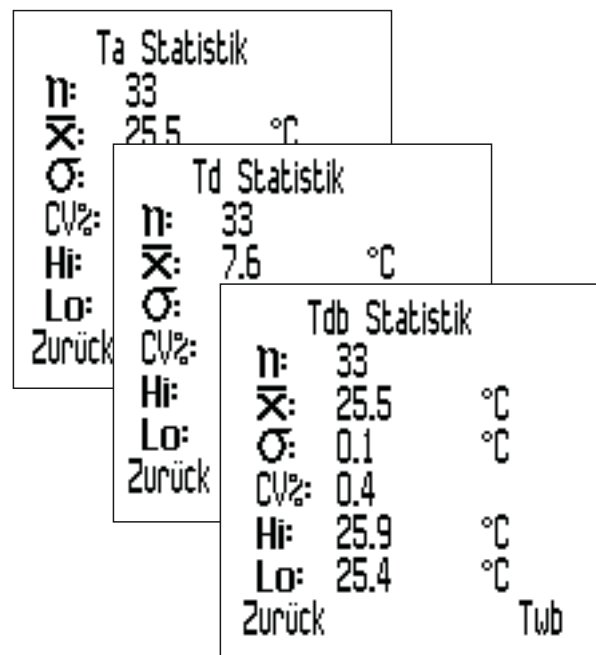 Ta Statistik
n: 33
x̅: 25.5 °C
σ:
CV%:
Hi:
Lo:
Zurück
Td Statistik
n: 33
x̅: 7.6 °C
σ:
CV%:
Hi:
Lo:
Zurück
Tdb Statistik
n: 33
x̅: 25.5 °C
σ: 0.1 °C
CV%: 0.4
Hi: 25.9 °C
Lo: 25.4 °C
Zurück Twb